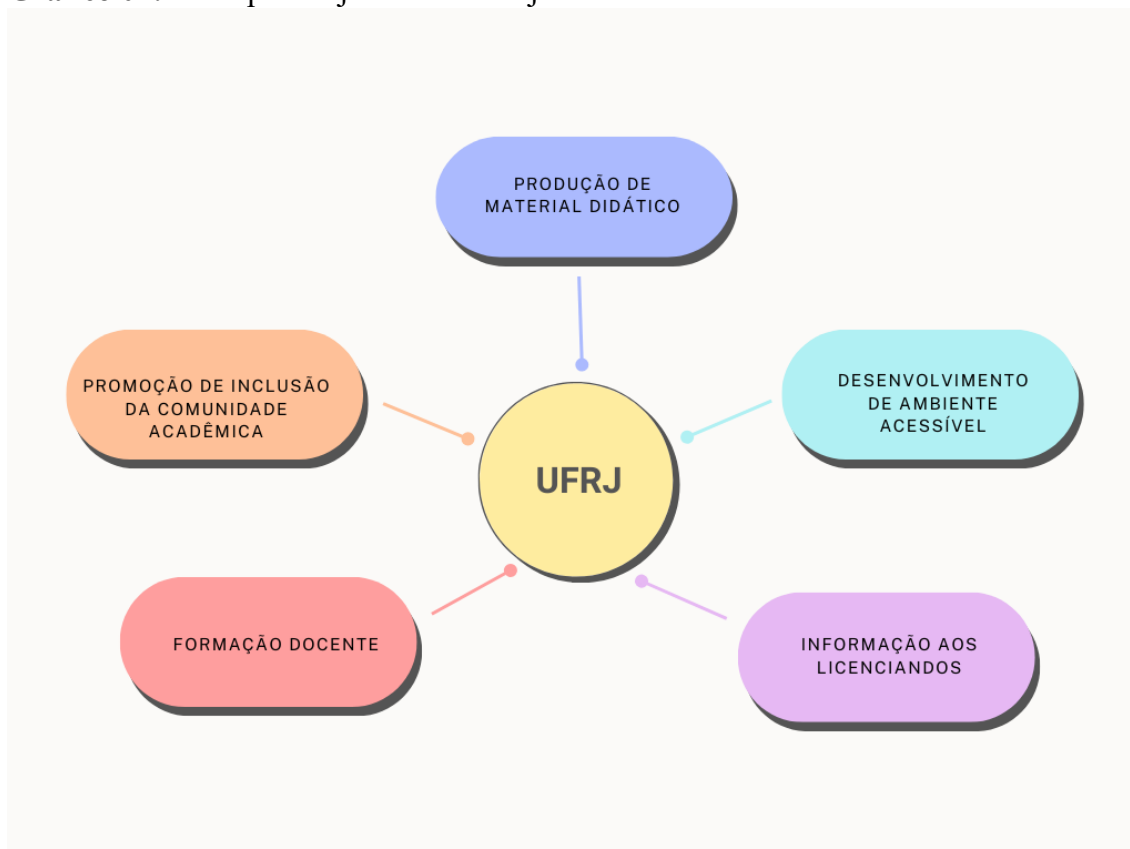 PRODUÇÃO DE
MATERIAL DIDÁTICO
PROMOÇÃO DE INCLUSÃO
DA COMUNIDADE
ACADÊMICA
DESENVOLVIMENTO
DE AMBIENTE
ACESSÍVEL
UFRJ
FORMAÇÃO DOCENTE
INFORMAÇÃO AOS
LICENCIANDOS